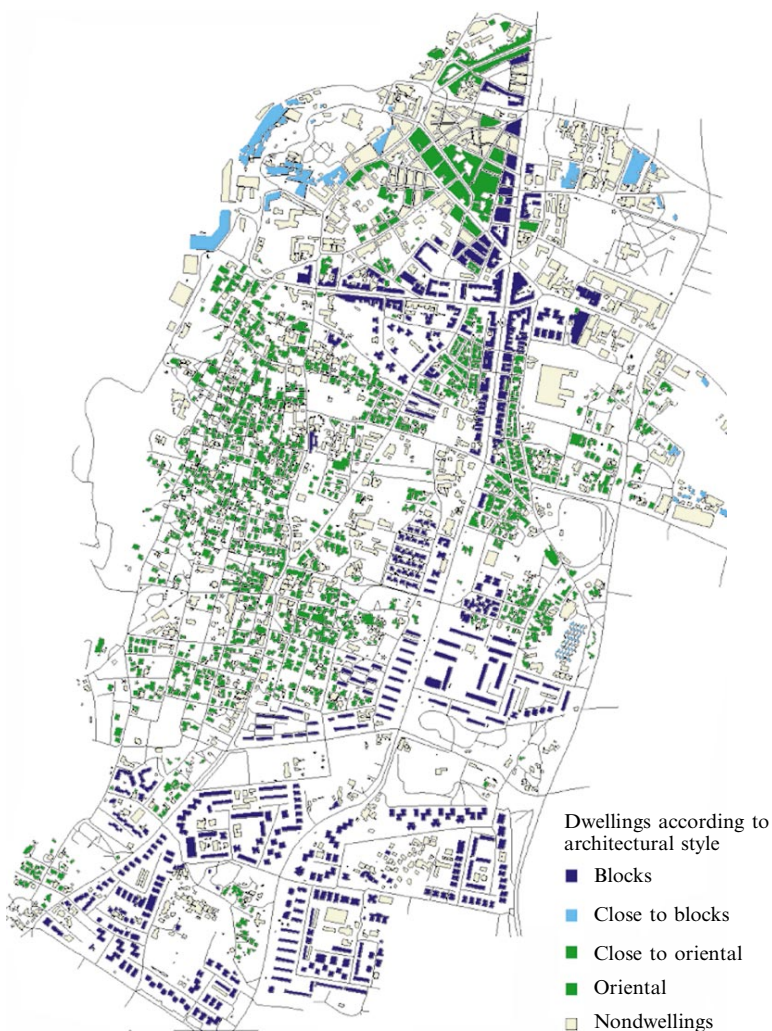 Dwellings according to
architectural style
Blocks
Close to blocks
Close to oriental
Oriental
Nondwellings